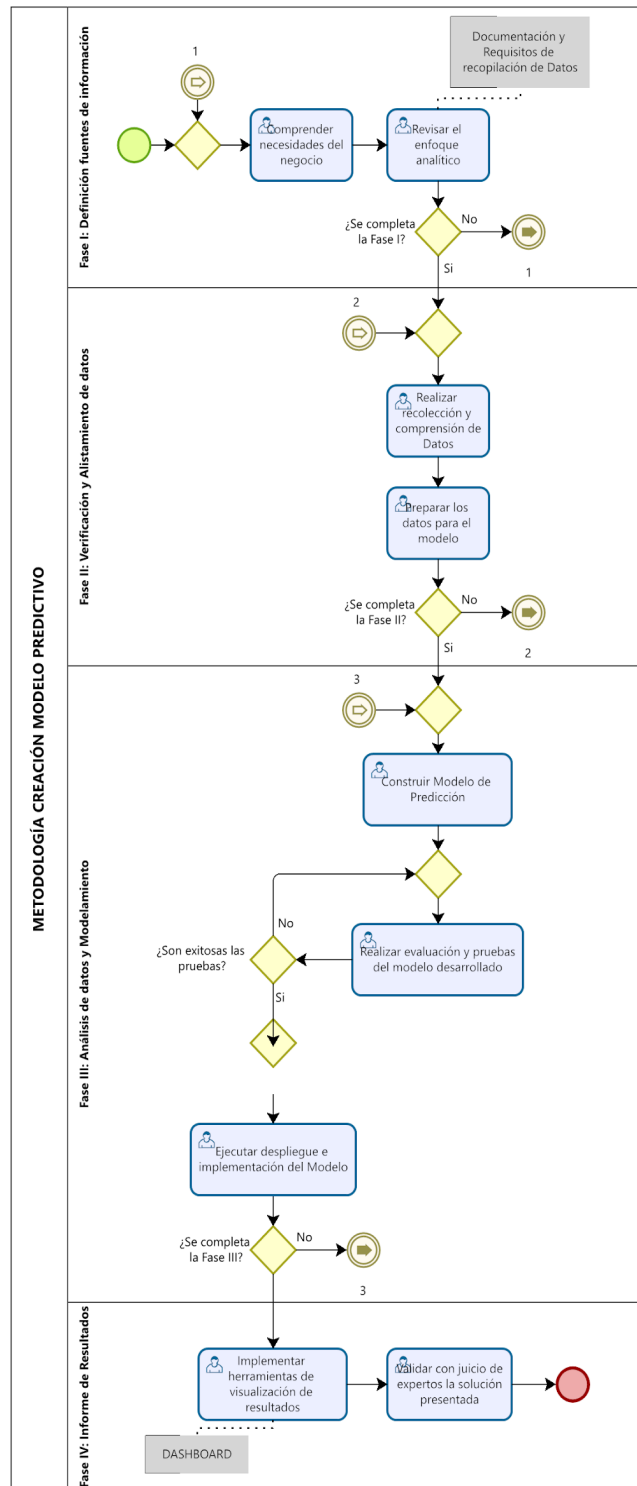 METODOLOGÍA CREACIÓN MODELO PREDICTIVO
Fase I: Definición fuentes de información
1
Documentación y
Requisitos de
recopilación de Datos
Comprender
necesidades del
negocio
Revisar el
enfoque
analítico
¿Se completa
la Fase I?
No
1
Si
Fase II: Verificación y Alistamiento de datos
2
Realizar
recolección y
comprensión de
Datos
Preparar los
datos para el
modelo
¿Se completa
la Fase II?
No
2
Si
Fase III: Análisis de datos y Modelamiento
3
Construir Modelo de
Predicción
No
¿Son exitosas las
pruebas?
Realizar evaluación y pruebas
del modelo desarrollado
Si
Ejecutar despliegue e
implementación del Modelo
¿Se completa
la Fase III?
No
3
Fase IV: Informe de Resultados
Implementar
herramientas de
visualización de
resultados
Validar con juicio de
expertos la solución
presentada
DASHBOARD